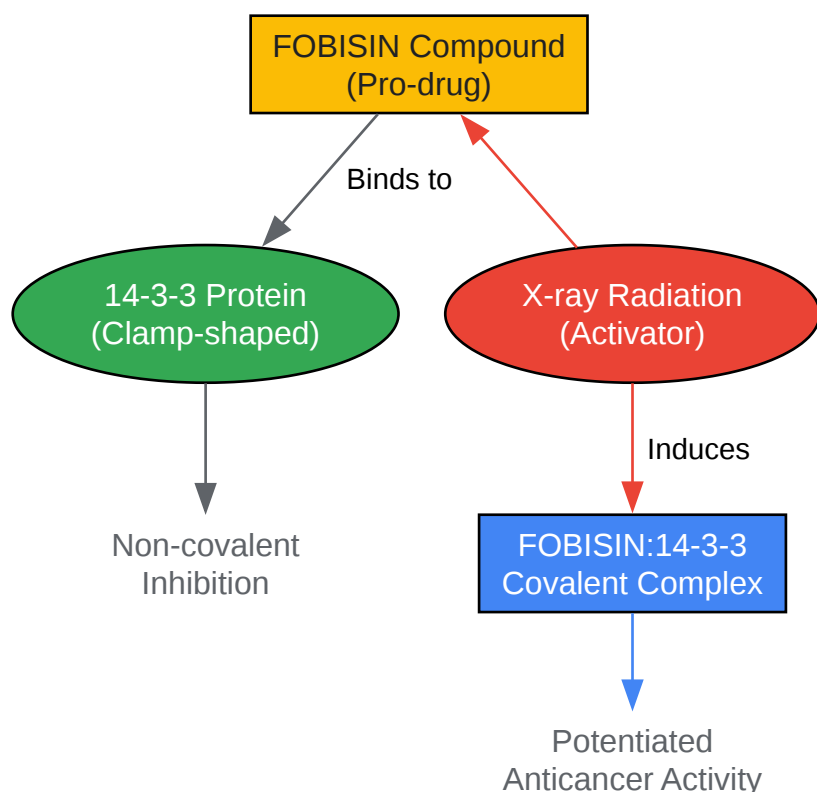 FOBISIN Compound
(Pro-drug)
Binds to
14-3-3 Protein
(Clamp-shaped)
X-ray Radiation
(Activator)
Induces
Non-covalent
Inhibition
FOBISIN:14-3-3
Covalent Complex
Potentiated
Anticancer Activity